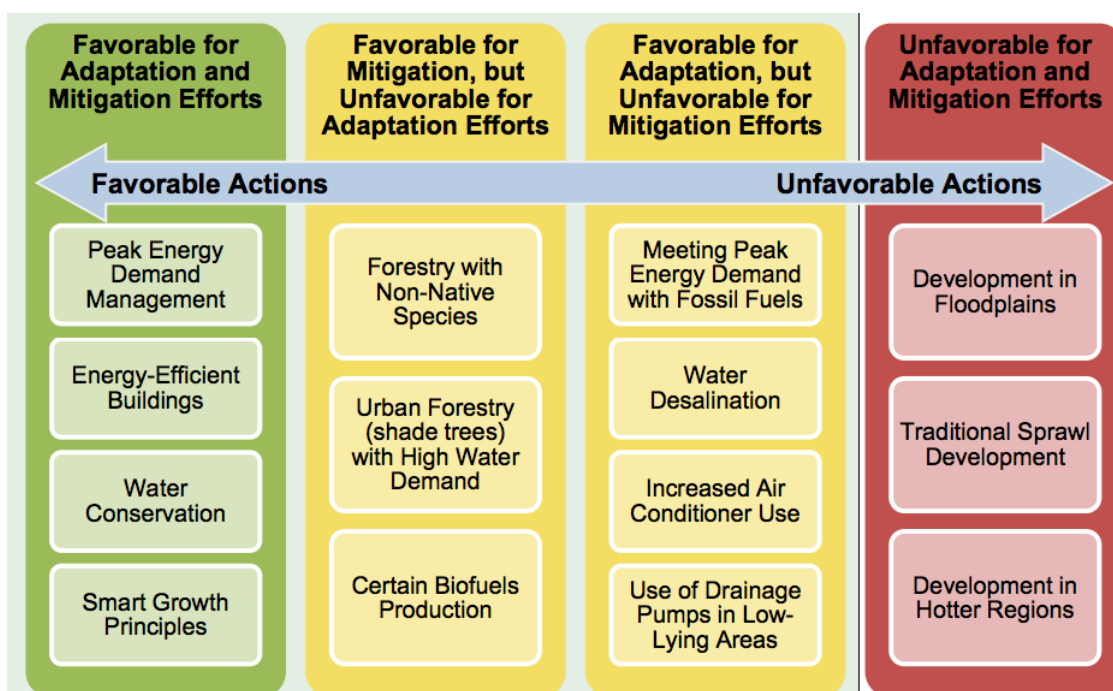 Favorable for
Adaptation and
Mitigation Efforts
Favorable for
Mitigation, but
Unfavorable for
Adaptation Efforts
Favorable for
Adaptation, but
Unfavorable for
Mitigation Efforts
Unfavorable for
Adaptation and
Mitigation Efforts
Favorable Actions
Unfavorable Actions
Peak Energy
Demand
Management
Energy-Efficient
Buildings
Water
Conservation
Smart Growth
Principles
Forestry with
Non-Native
Species
Urban Forestry
(shade trees)
with High Water
Demand
Certain Biofuels
Production
Meeting Peak
Energy Demand
with Fossil Fuels
Water
Desalination
Increased Air
Conditioner Use
Use of Drainage
Pumps in Low-
Lying Areas
Development in
Floodplains
Traditional Sprawl
Development
Development in
Hotter Regions